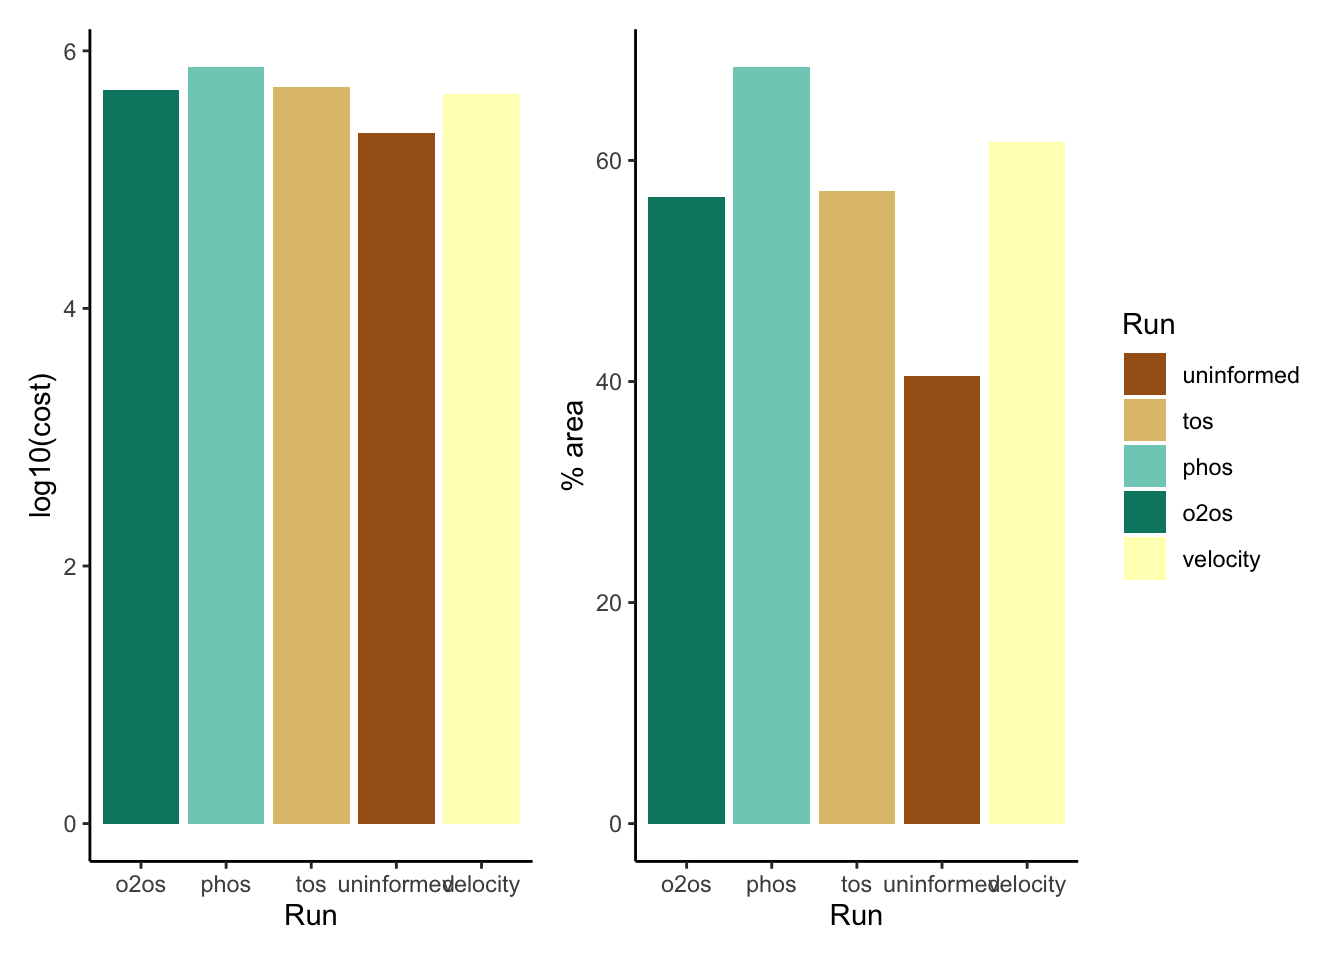 log10(cost)
6
4
2
0
o2os phos tos uninformed velocity
Run
% area
60
40
20
0
o2os phos tos uninformed velocity
Run
Run
uninformed
tos
phos
o2os
velocity